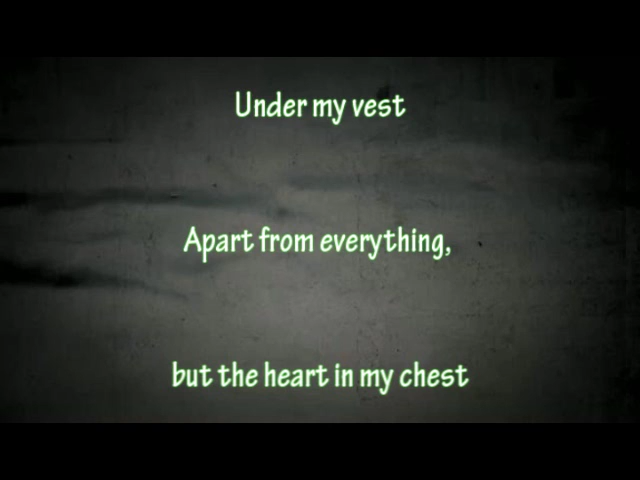 Under my vest
Apart from everything,
but the heart in my chest